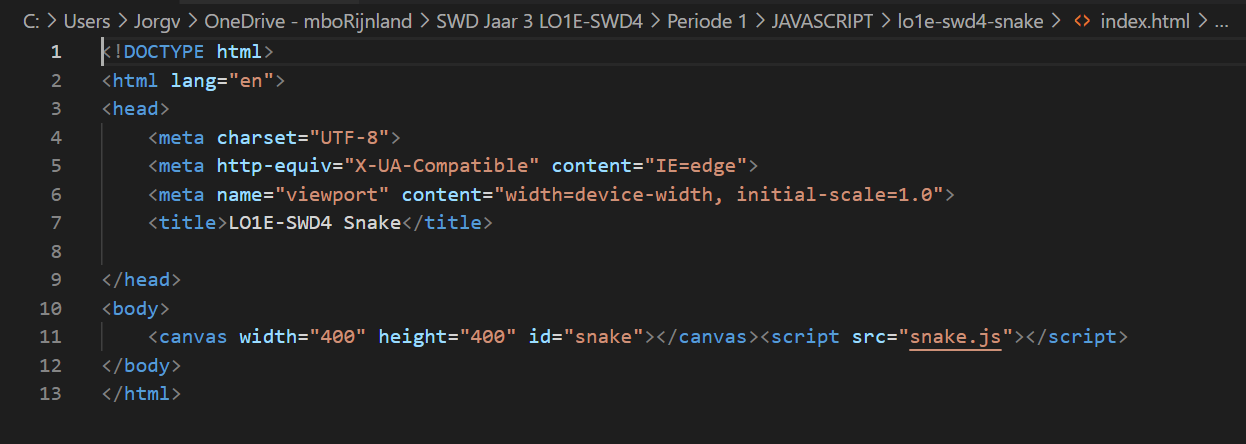 C: > Users > Jorgv > OneDrive - mboRijnland > SWD Jaar 3 LO1E-SWD4 > Periode 1 > JAVASCRIPT > lo1e-swd4-snake > <> index.html > ...
1 <!DOCTYPE html>
2 <html lang="en">
3 <head>
4     <meta charset="UTF-8">
5     <meta http-equiv="X-UA-Compatible" content="IE=edge">
6     <meta name="viewport" content="width=device-width, initial-scale=1.0">
7     <title>LO1E-SWD4 Snake</title>
8
9 </head>
10 <body>
11     <canvas width="400" height="400" id="snake"></canvas><script src="snake.js"></script>
12 </body>
13 </html>